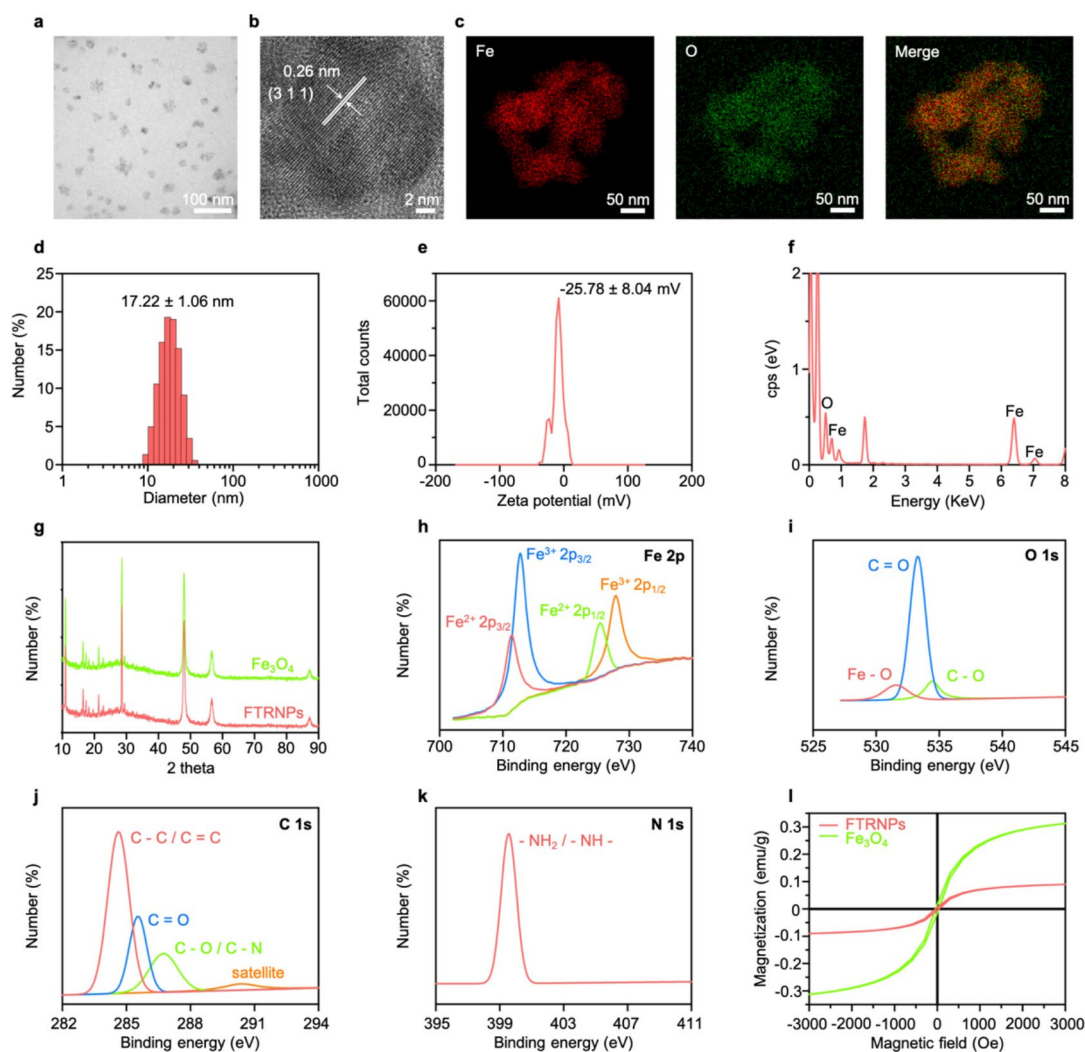 a
100 nm
b
0.26 nm
(3 1 1)
2 nm
c
Fe
50 nm
O
50 nm
Merge
50 nm
d
17.22 ± 1.06 nm
Number (%)
25
20
15
10
5
0
1 10 100 1000
Diameter (nm)
e
-25.78 ± 8.04 mV
Total counts
60000
40000
20000
0
-200 -100 0 100 200
Zeta potential (mV)
f
cps (eV)
2
1
0
O
Fe
Fe
Fe
0 1 2 3 4 5 6 7 8
Energy (KeV)
g
Fe₃O₄
FTRNPs
10 20 30 40 50 60 70 80 90
2 theta
h
Fe 2p
Number (%)
Fe³⁺ 2p₃/₂
Fe³⁺ 2p₁/₂
Fe²⁺ 2p₃/₂
Fe²⁺ 2p₁/₂
700 710 720 730 740
Binding energy (eV)
i
O 1s
Number (%)
C = O
Fe - O
C - O
525 530 535 540 545
Binding energy (eV)
j
C 1s
Number (%)
C - C / C = C
C = O
C - O / C - N
satellite
282 285 288 291 294
Binding energy (eV)
k
N 1s
Number (%)
- NH₂ / - NH -
395 399 403 407 411
Binding energy (eV)
l
FTRNPs
Fe₃O₄
Magnetization (emu/g)
0.3
0.2
0.1
0
-0.1
-0.2
-0.3
-3000 -2000 -1000 0 1000 2000 3000
Magnetic field (Oe)